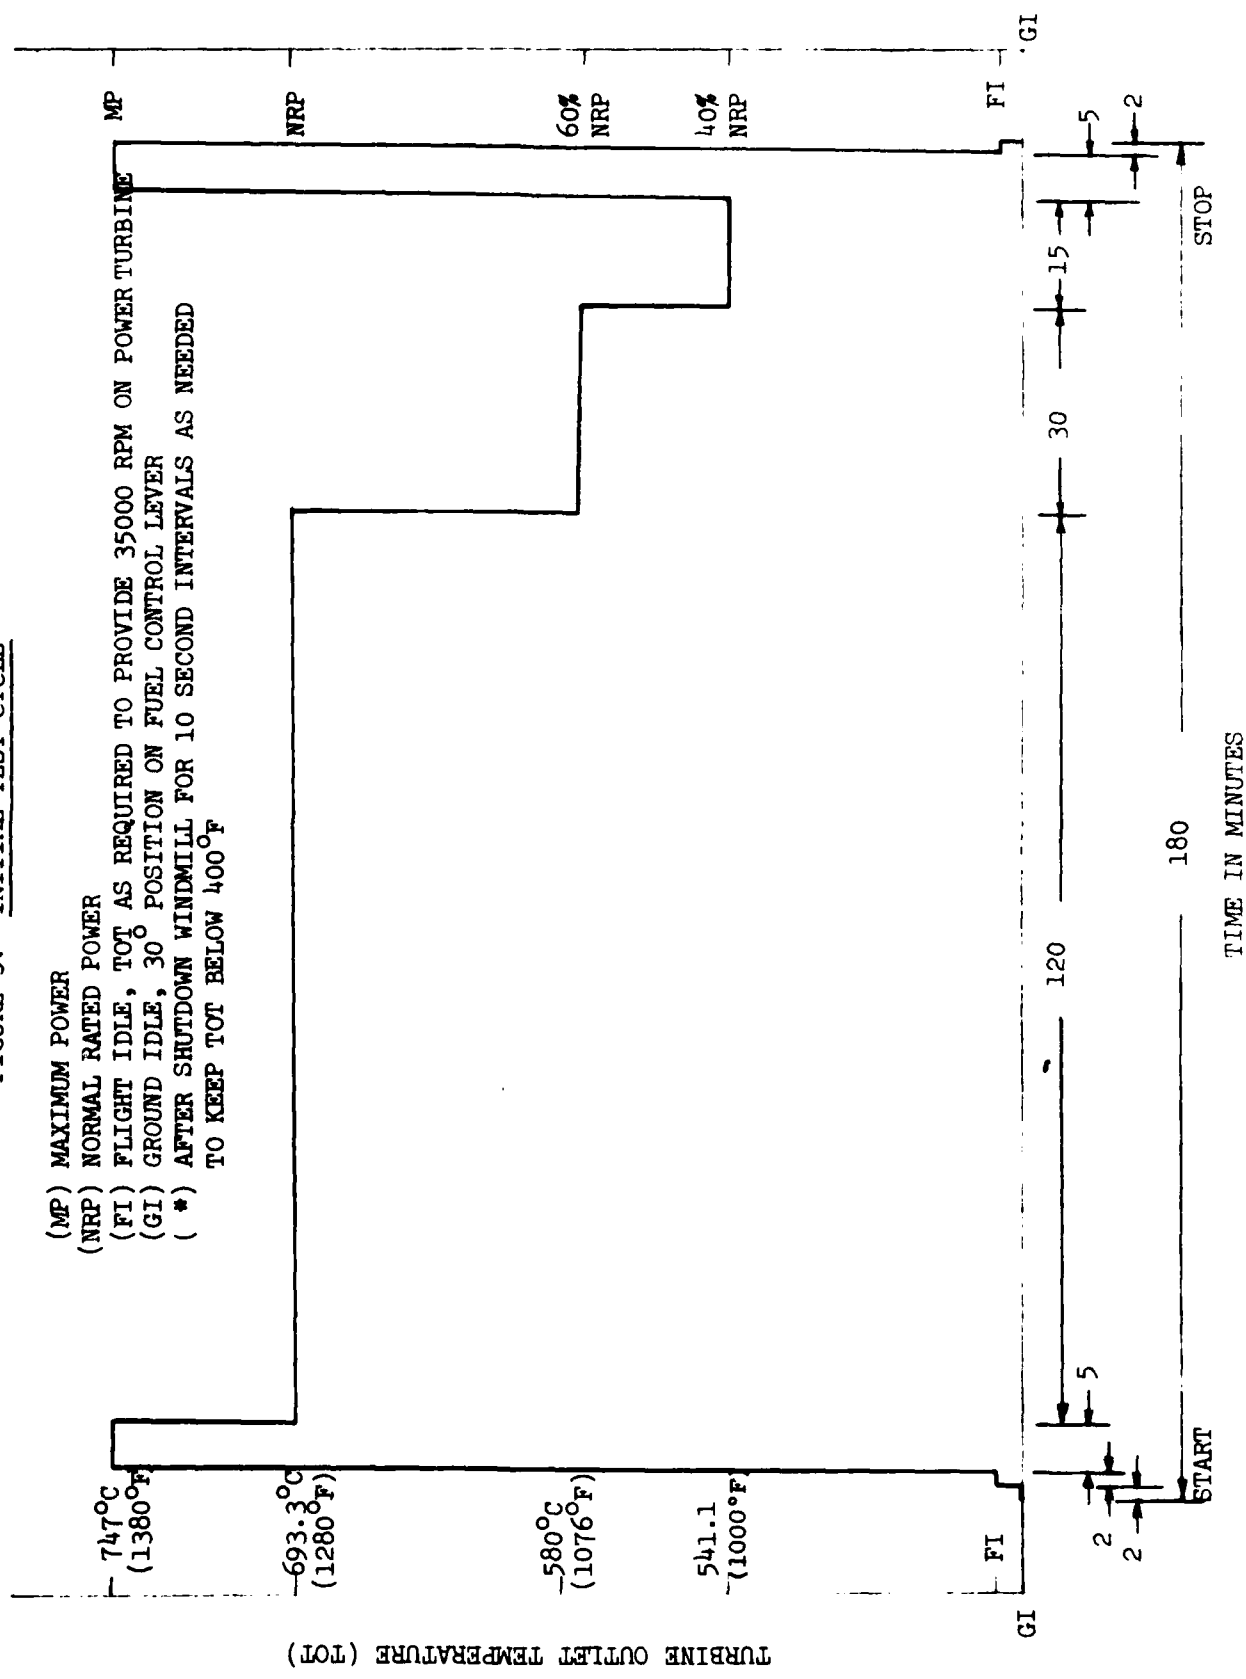 (MP) MAXIMUM POWER
(NRP) NORMAL RATED POWER
(FI) FLIGHT IDLE, TOT AS REQUIRED TO PROVIDE 35000 RPM ON POWER TURBINE
(GI) GROUND IDLE, 30° POSITION ON FUEL CONTROL LEVER
( *) AFTER SHUTDOWN WINDMILL FOR 10 SECOND INTERVALS AS NEEDED
TO KEEP TOT BELOW 400°F
TURBINE OUTLET TEMPERATURE (TOT)
747°C
(1380°F)
693.3°C
(1280°F)
580°C
(1076°F)
541.1
(1000°F)
FI
GI
MP
NRP
60%
NRP
40%
NRP
FI
GI
2
2
5
120
30
15
5
2
START
180
STOP
TIME IN MINUTES